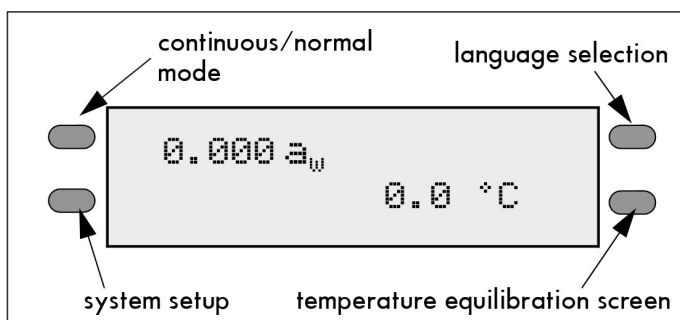 continuous/normal
mode
language selection
0.000 aw
0.0 °C
system setup
temperature equilibration screen